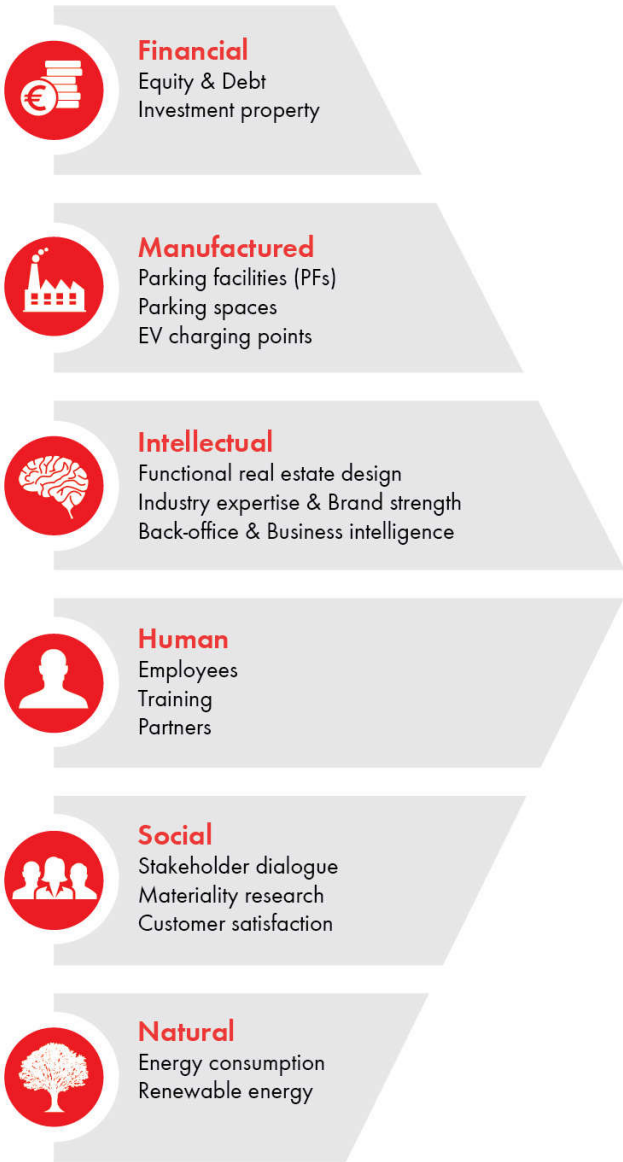 Financial
Equity & Debt
Investment property
Manufactured
Parking facilities (PFs)
Parking spaces
EV charging points
Intellectual
Functional real estate design
Industry expertise & Brand strength
Back-office & Business intelligence
Human
Employees
Training
Partners
Social
Stakeholder dialogue
Materiality research
Customer satisfaction
Natural
Energy consumption
Renewable energy